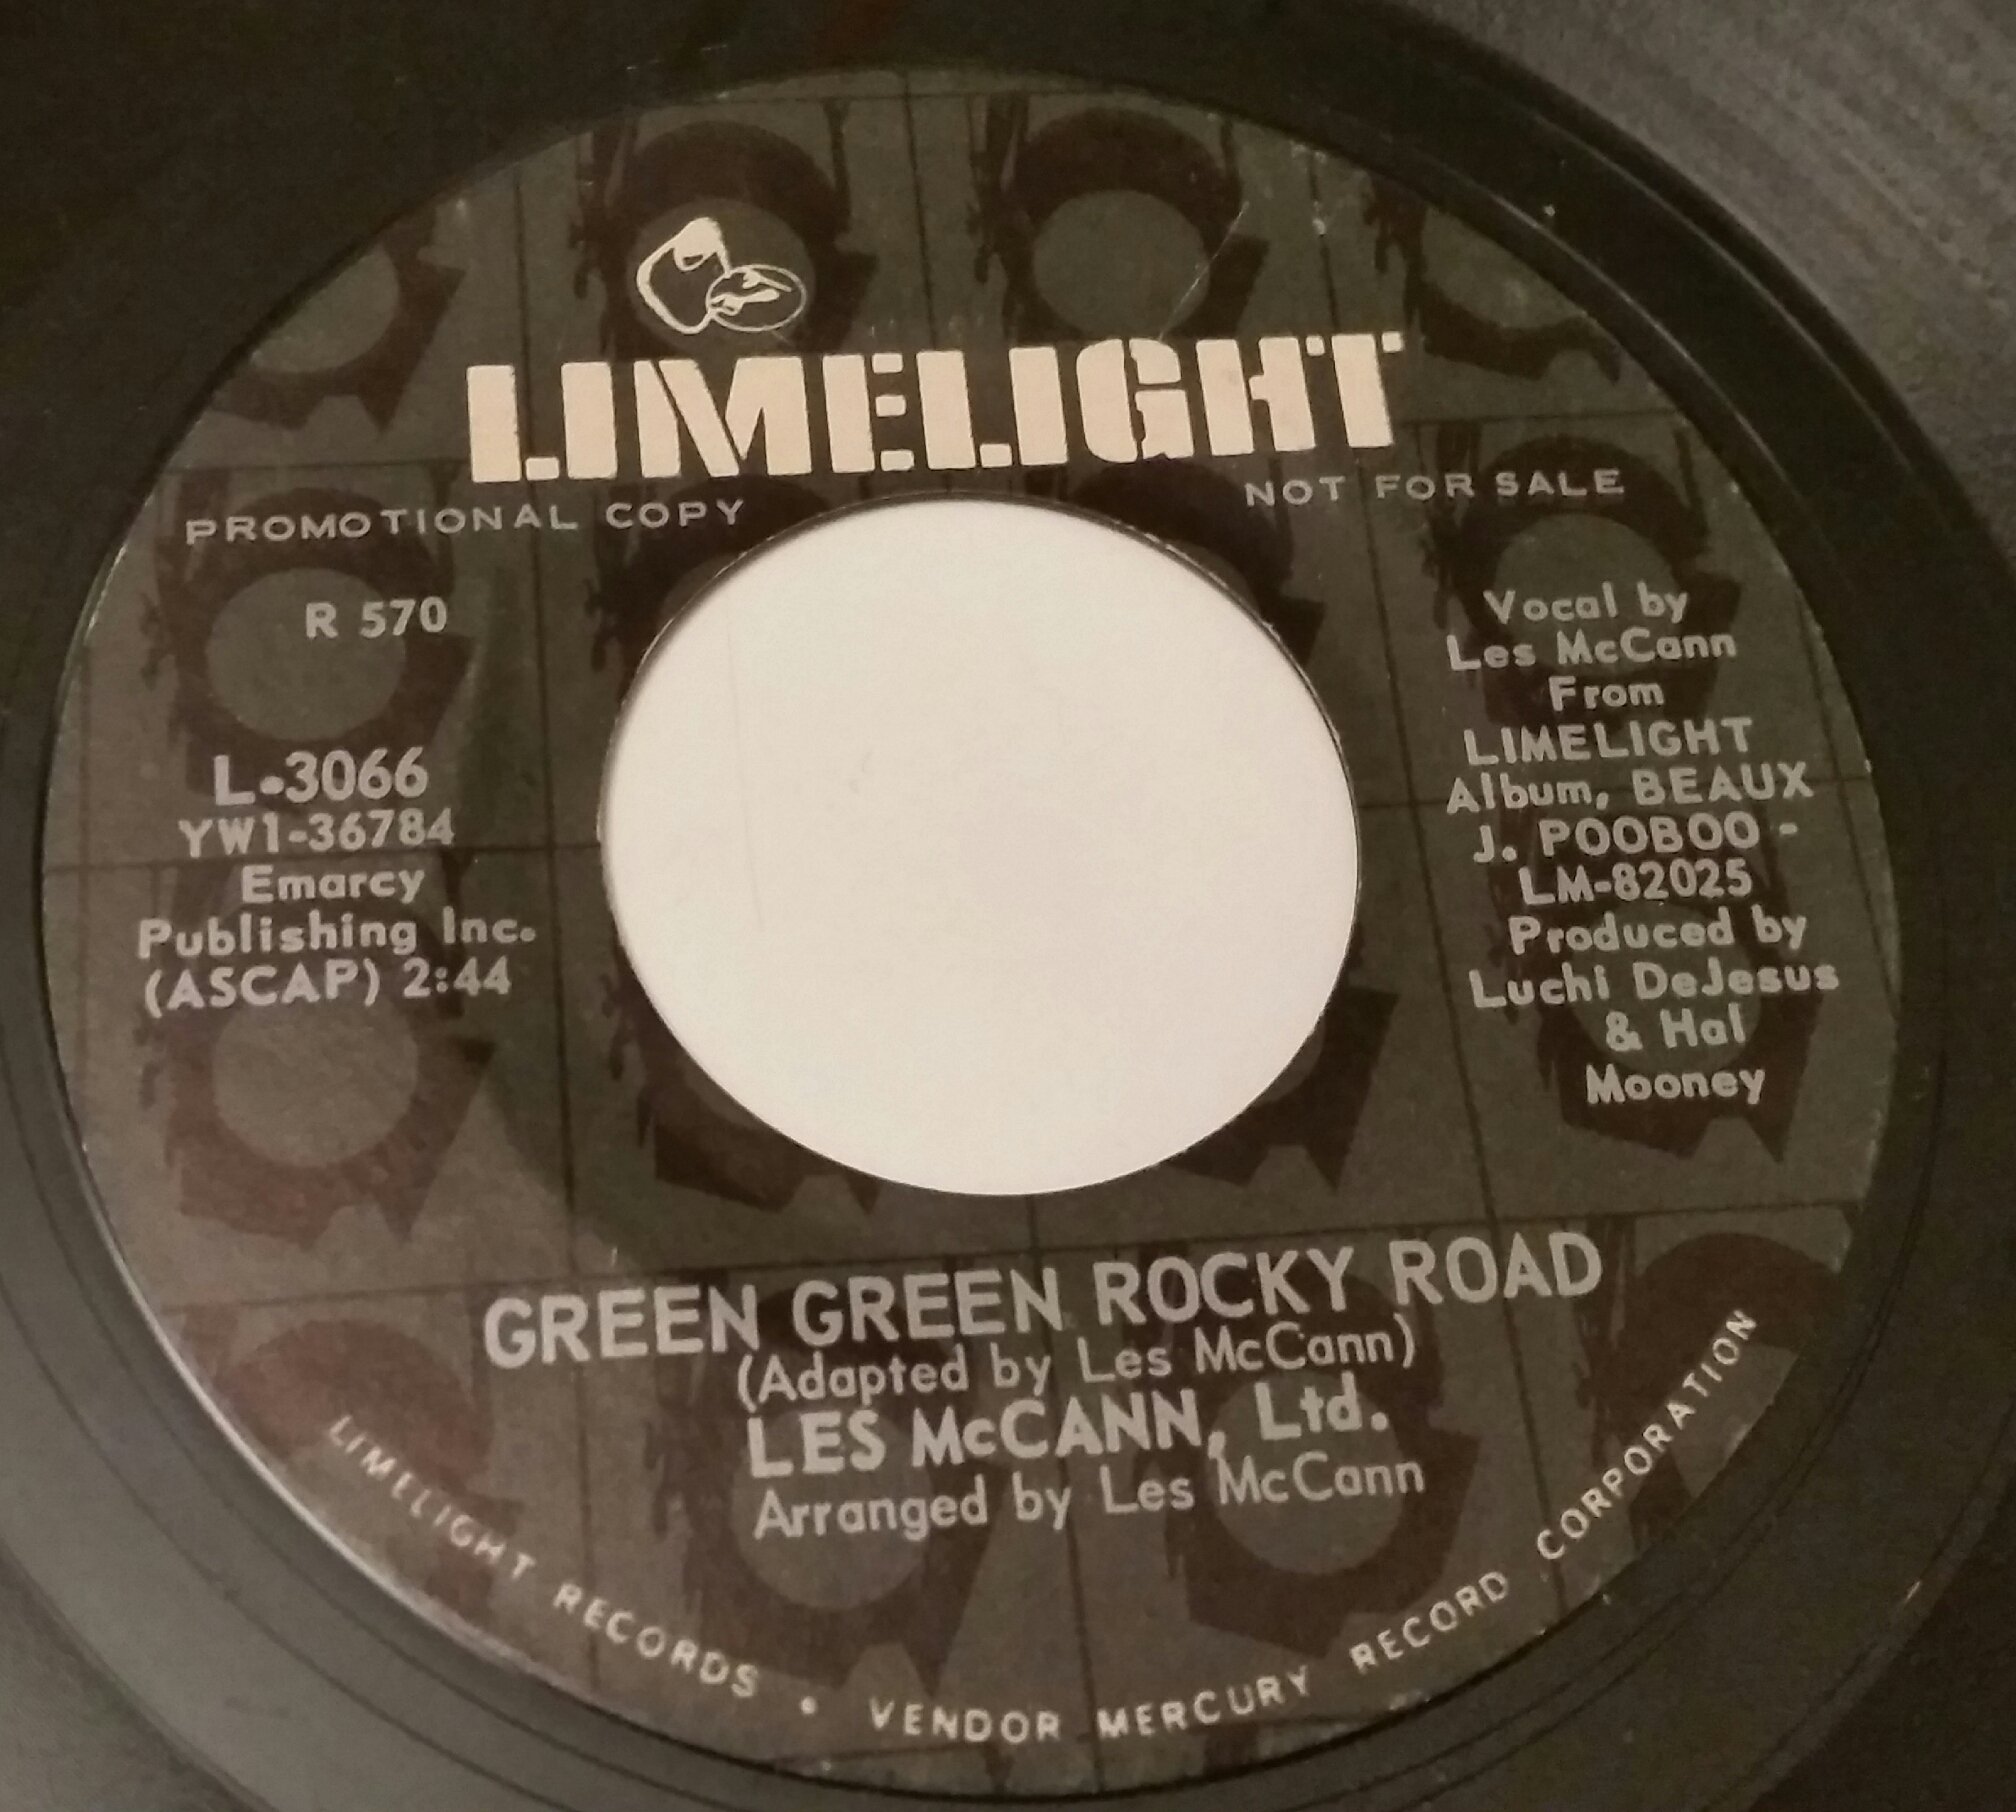 LIMELIGHT
PROMOTIONAL COPY
NOT FOR SALE
R 570
L-3066
YW1-36784
Emarcy
Publishing Inc.
(ASCAP) 2:44
Vocal by
Les McCann
From
LIMELIGHT
Album, BEAUX
J. POOBOO -
LM-82025
Produced by
Luchi DeJesus
& Hal
Mooney
GREEN GREEN ROCKY ROAD
(Adapted by Les McCann)
LES McCANN, Ltd.
Arranged by Les McCann
LIMELIGHT RECORDS • VENDOR MERCURY RECORD CORPORATION